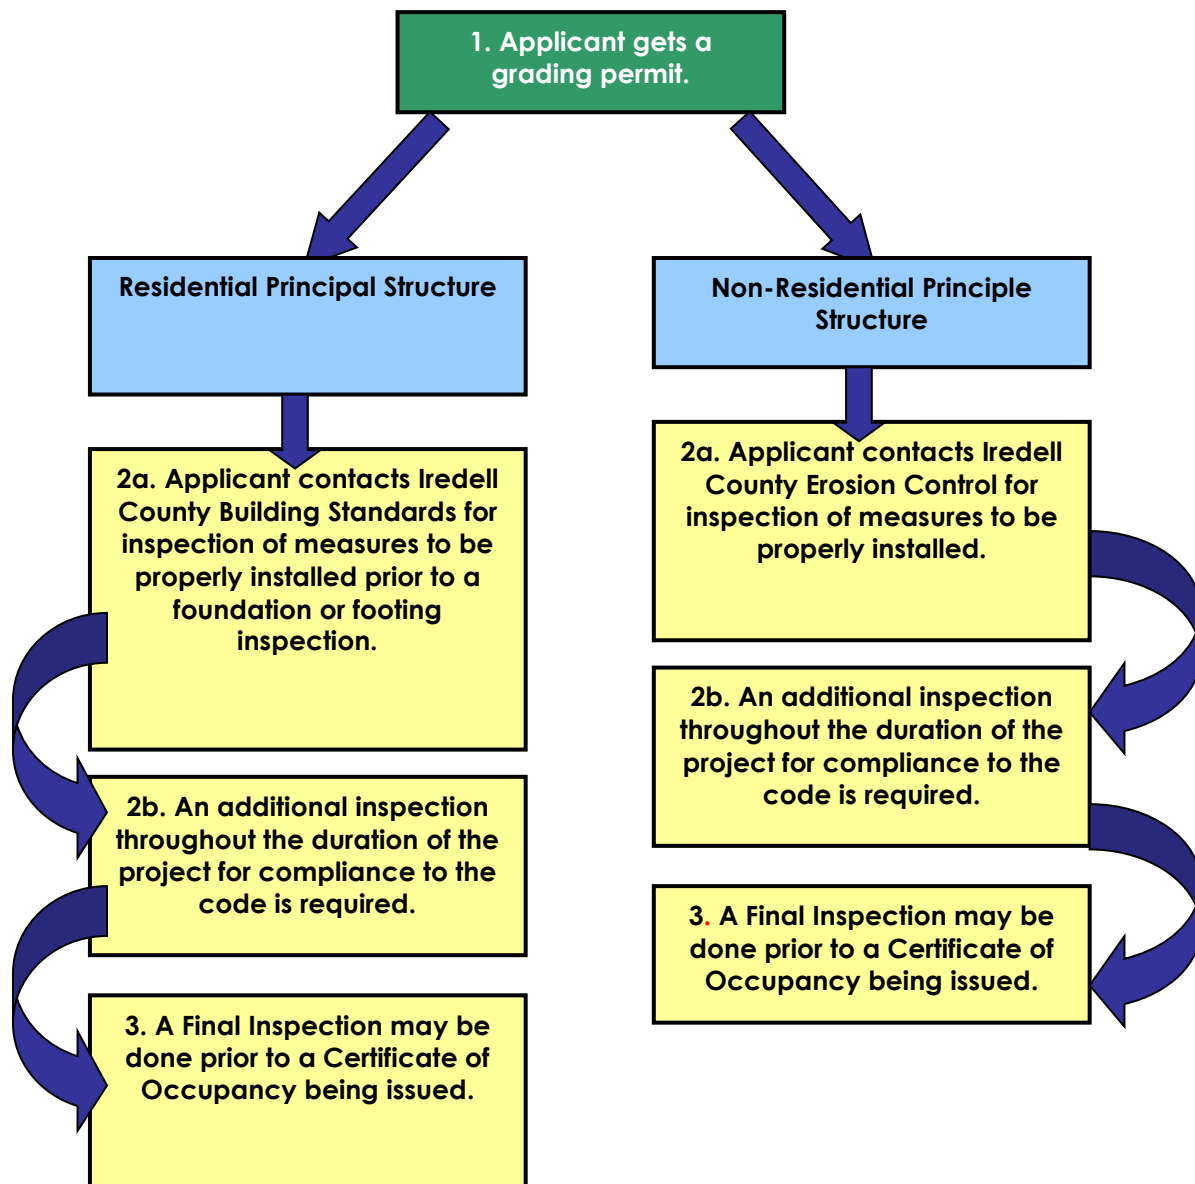 1. Applicant gets a
grading permit.
Residential Principal Structure
2a. Applicant contacts Iredell
County Building Standards for
inspection of measures to be
properly installed prior to a
foundation or footing
inspection.
2b. An additional inspection
throughout the duration of the
project for compliance to the
code is required.
3. A Final Inspection may be
done prior to a Certificate of
Occupancy being issued.
Non-Residential Principle
Structure
2a. Applicant contacts Iredell
County Erosion Control for
inspection of measures to be
properly installed.
2b. An additional inspection
throughout the duration of the
project for compliance to the
code is required.
3. A Final Inspection may be
done prior to a Certificate of
Occupancy being issued.